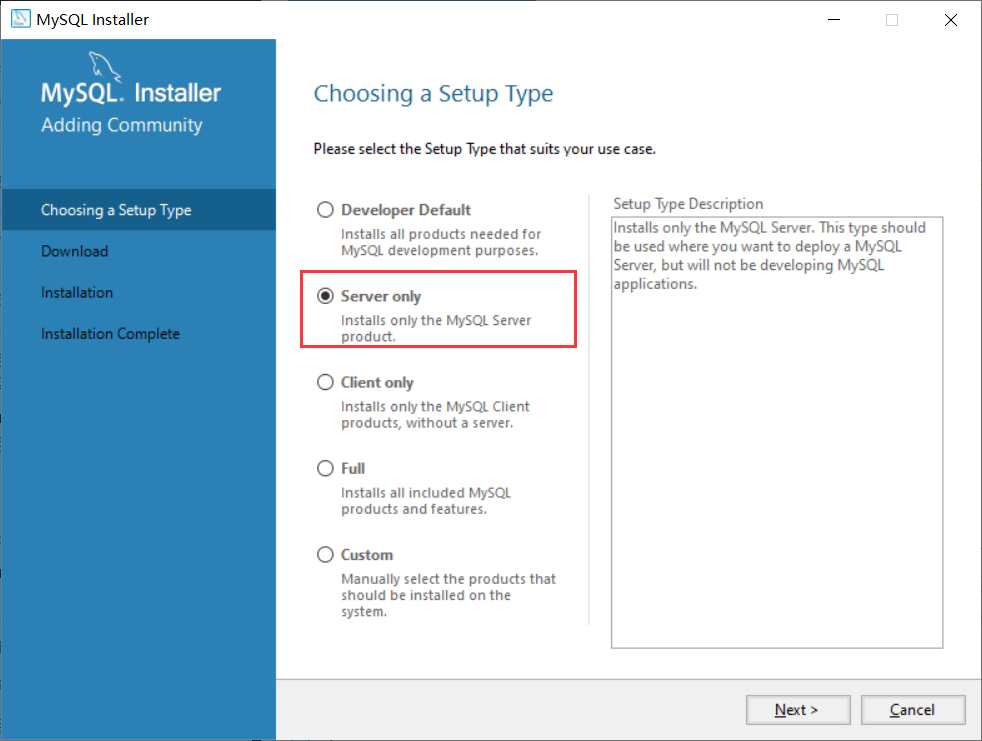 MySQL Installer
MySQL. Installer
Adding Community
Choosing a Setup Type
Download
Installation
Installation Complete
Choosing a Setup Type
Please select the Setup Type that suits your use case.
Developer Default
Installs all products needed for
MySQL development purposes.
Server only
Installs only the MySQL Server
product.
Client only
Installs only the MySQL Client
products, without a server.
Full
Installs all included MySQL
products and features.
Custom
Manually select the products that
should be installed on the
system.
Setup Type Description
Installs only the MySQL Server. This type should
be used where you want to deploy a MySQL
Server, but will not be developing MySQL
applications.
Next >
Cancel